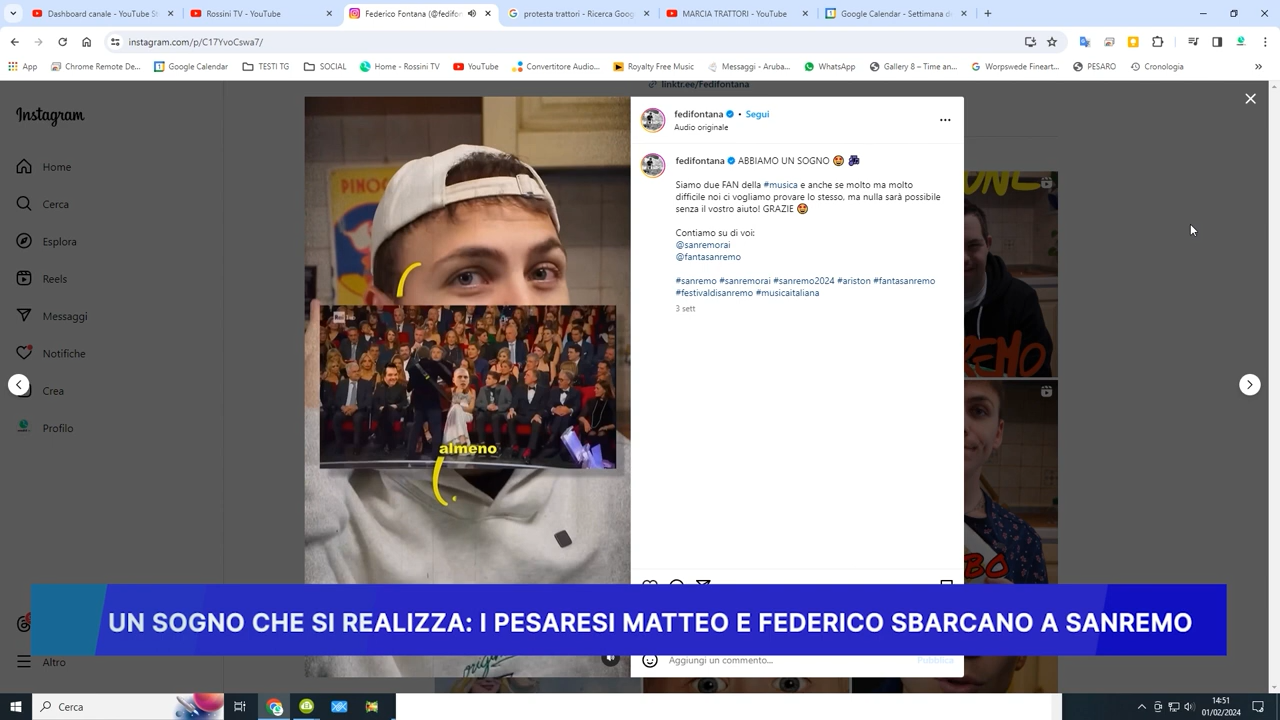 Dashboard canale - YouTube S
Rossini TV - YouTube
Federico Fontana (@fedifon
protesta trattori - Ricerca Goog
MARCIA TRATTORI - YouTube
Google Calendar - Settimana d
instagram.com/p/C17YvoCswa7/
App
Chrome Remote De...
Google Calendar
TESTI TG
SOCIAL
Home - Rossini TV
YouTube
Convertitore Audio...
Royalty Free Music
Messaggi - Aruba...
WhatsApp
Gallery 8 – Time an...
Worpswede Fineart...
PESARO
Cronologia
linktr.ee/Fedifontana
Instagram
Home
Cerca
Esplora
Reels
Messaggi
Notifiche
Crea
Profilo
Altro
almeno
fedifontana • Segui
Audio originale
fedifontana ABBIAMO UN SOGNO
Siamo due FAN della #musica e anche se molto ma molto
difficile noi ci vogliamo provare lo stesso, ma nulla sarà possibile
senza il vostro aiuto! GRAZIE
Contiamo su di voi:
@sanremorai
@fantasanremo
#sanremo #sanremorai #sanremo2024 #ariston #fantasanremo
#festivaldisanremo #musicaitaliana
3 sett
UN SOGNO CHE SI REALIZZA: I PESARESI MATTEO E FEDERICO SBARCANO A SANREMO
Aggiungi un commento...
Pubblica
Cerca
14:51
01/02/2024